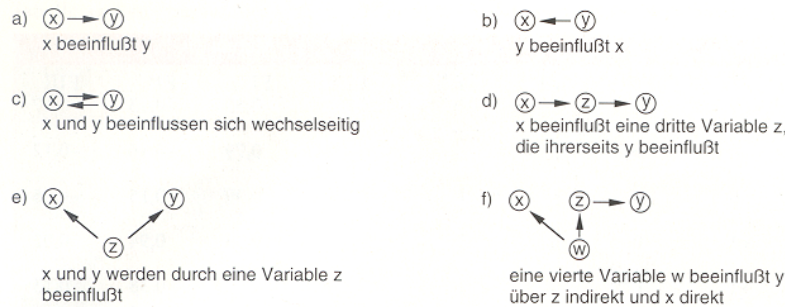 a) x y
x beeinflußt y
b) x y
y beeinflußt x
c) x y
x und y beeinflussen sich wechselseitig
d) x z y
x beeinflußt eine dritte Variable z,
die ihrerseits y beeinflußt
e) x y
z
x und y werden durch eine Variable z
beeinflußt
f) x z y
w
eine vierte Variable w beeinflußt y
über z indirekt und x direkt